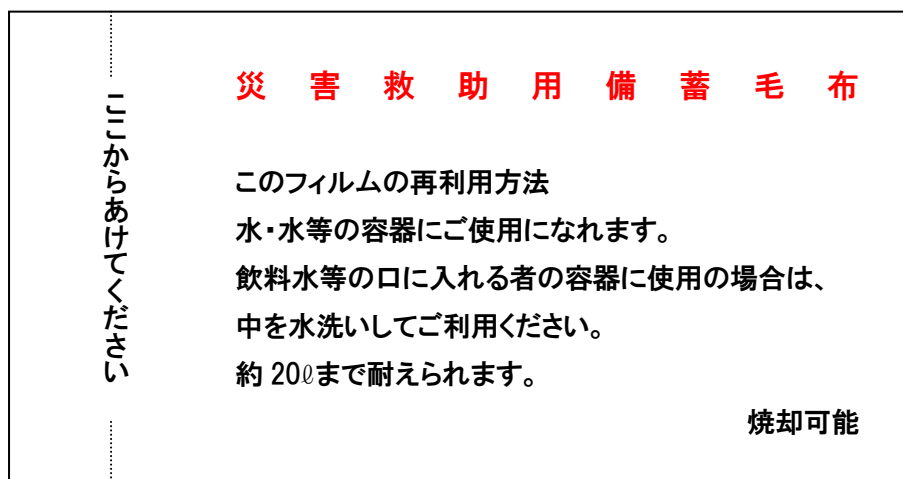 災害救助用備蓄毛布
ここからあけてください
このフィルムの再利用方法
水・水等の容器にご使用になれます。
飲料水等の口に入れる者の容器に使用の場合は、
中を水洗いしてご利用ください。
約20ℓまで耐えられます。
焼却可能